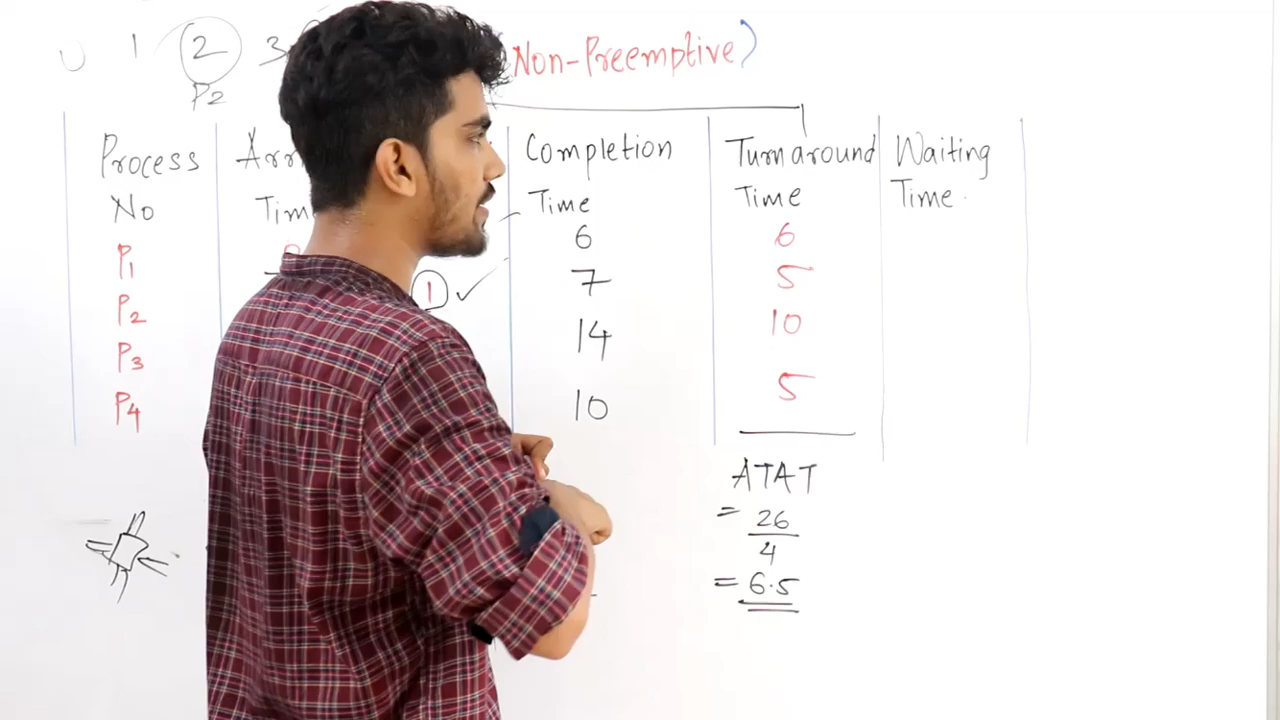 1 2 3
Non-Preemptive)
P2
Process Completion Turnaround Waiting
No Time Time Time.
P1 6 6
P2 1 7 5
P3 14 10
P4 10 5
ATAT
= 26
4
= 6.5